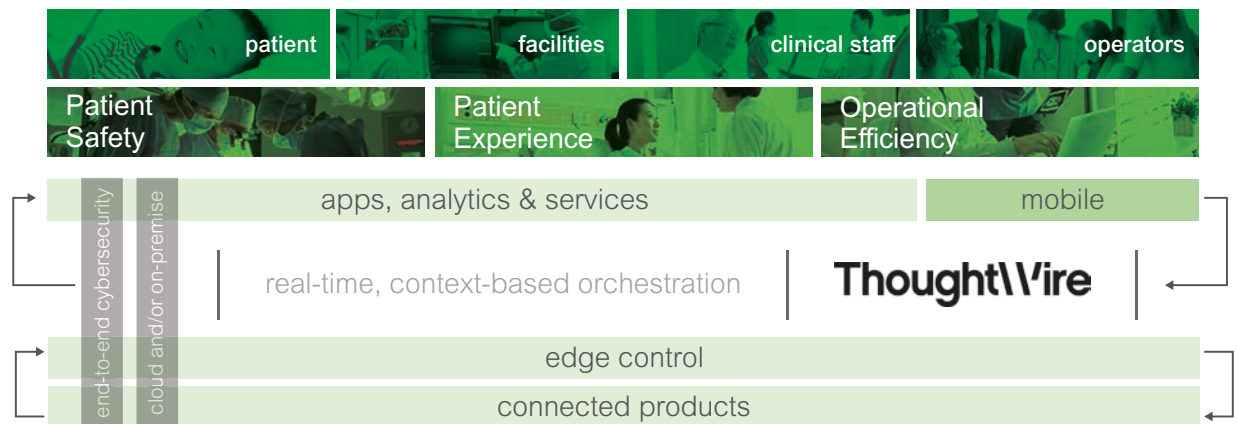 patient
facilities
clinical staff
operators
Patient
Safety
Patient
Experience
Operational
Efficiency
apps, analytics & services
mobile
end-to-end cybersecurity
cloud and/or on-premise
real-time, context-based orchestration
ThoughtWire
edge control
connected products